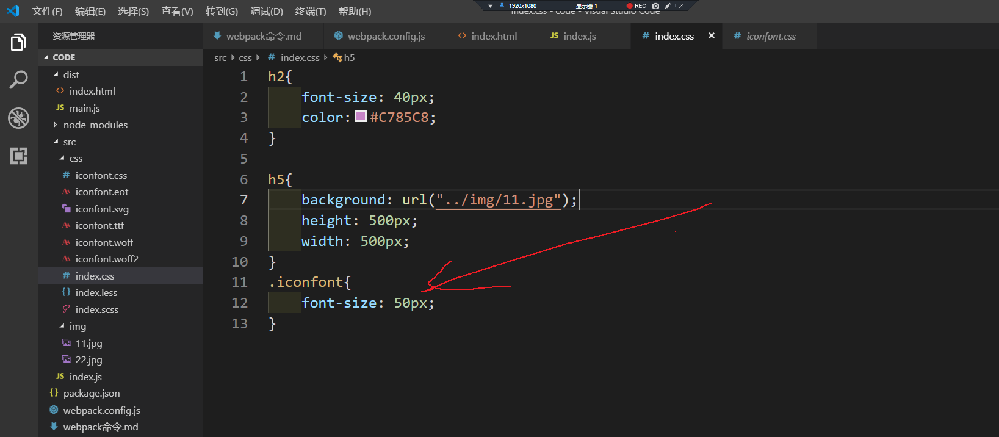 文件(F) 编辑(E) 选择(S) 查看(V) 转到(G) 调试(D) 终端(T) 帮助(H)
1920x1080 显示器 1 REC
index.css - code - Visual Studio Code
资源管理器
webpack命令.md webpack.config.js index.html JS index.js # index.css × # iconfont.css
CODE
dist
<> index.html
JS main.js
node_modules
src
css
# iconfont.css
iconfont.eot
iconfont.svg
iconfont.ttf
iconfont.woff
iconfont.woff2
# index.css
{} index.less
index.scss
img
11.jpg
22.jpg
JS index.js
{} package.json
webpack.config.js
webpack命令.md
src css # index.css h5
1 h2{
2 font-size: 40px;
3 color: #C785C8;
4 }
5
6 h5{
7 background: url("../img/11.jpg");
8 height: 500px;
9 width: 500px;
10 }
11 .iconfont{
12 font-size: 50px;
13 }